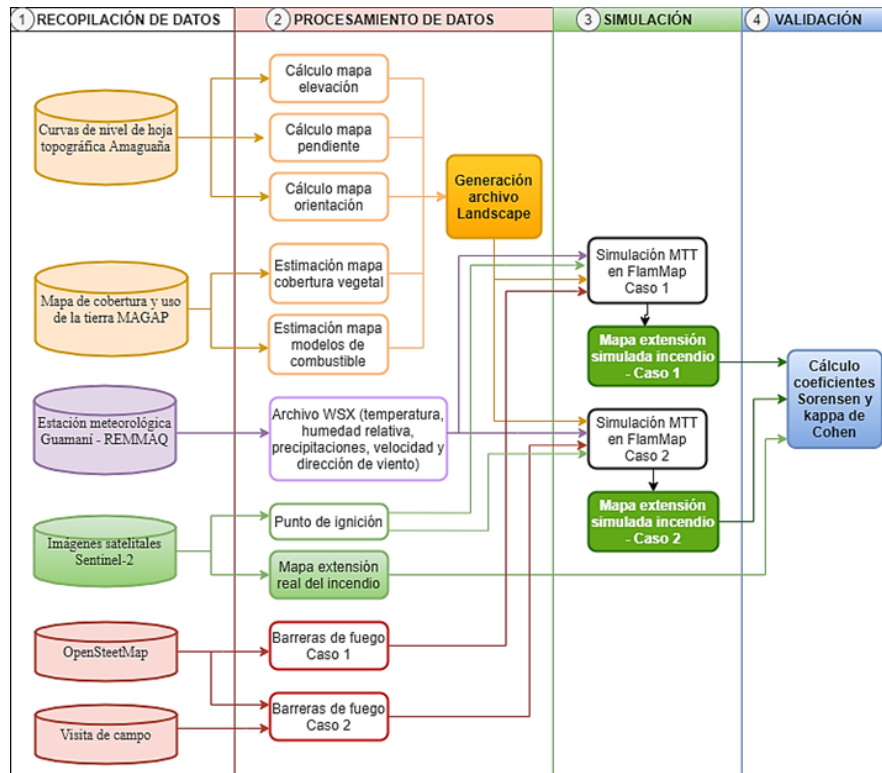 1 RECOPILACIÓN DE DATOS
2 PROCESAMIENTO DE DATOS
3 SIMULACIÓN
4 VALIDACIÓN
Curvas de nivel de hoja
topográfica Amaguaña
Mapa de cobertura y uso
de la tierra MAGAP
Estación meteorológica
Guamaní - REMMAQ
Imágenes satelitales
Sentinel-2
OpenSteetMap
Visita de campo
Cálculo mapa
elevación
Cálculo mapa
pendiente
Cálculo mapa
orientación
Estimación mapa
cobertura vegetal
Estimación mapa
modelos de
combustible
Archivo WSX (temperatura,
humedad relativa,
precipitaciones, velocidad y
dirección de viento)
Punto de ignición
Mapa extensión
real del incendio
Barreras de fuego
Caso 1
Barreras de fuego
Caso 2
Generación
archivo
Landscape
Simulación MTT
en FlamMap
Caso 1
Mapa extensión
simulada incendio
- Caso 1
Simulación MTT
en FlamMap
Caso 2
Mapa extensión
simulada incendio
- Caso 2
Cálculo
coeficientes
Sorensen y
kappa de
Cohen